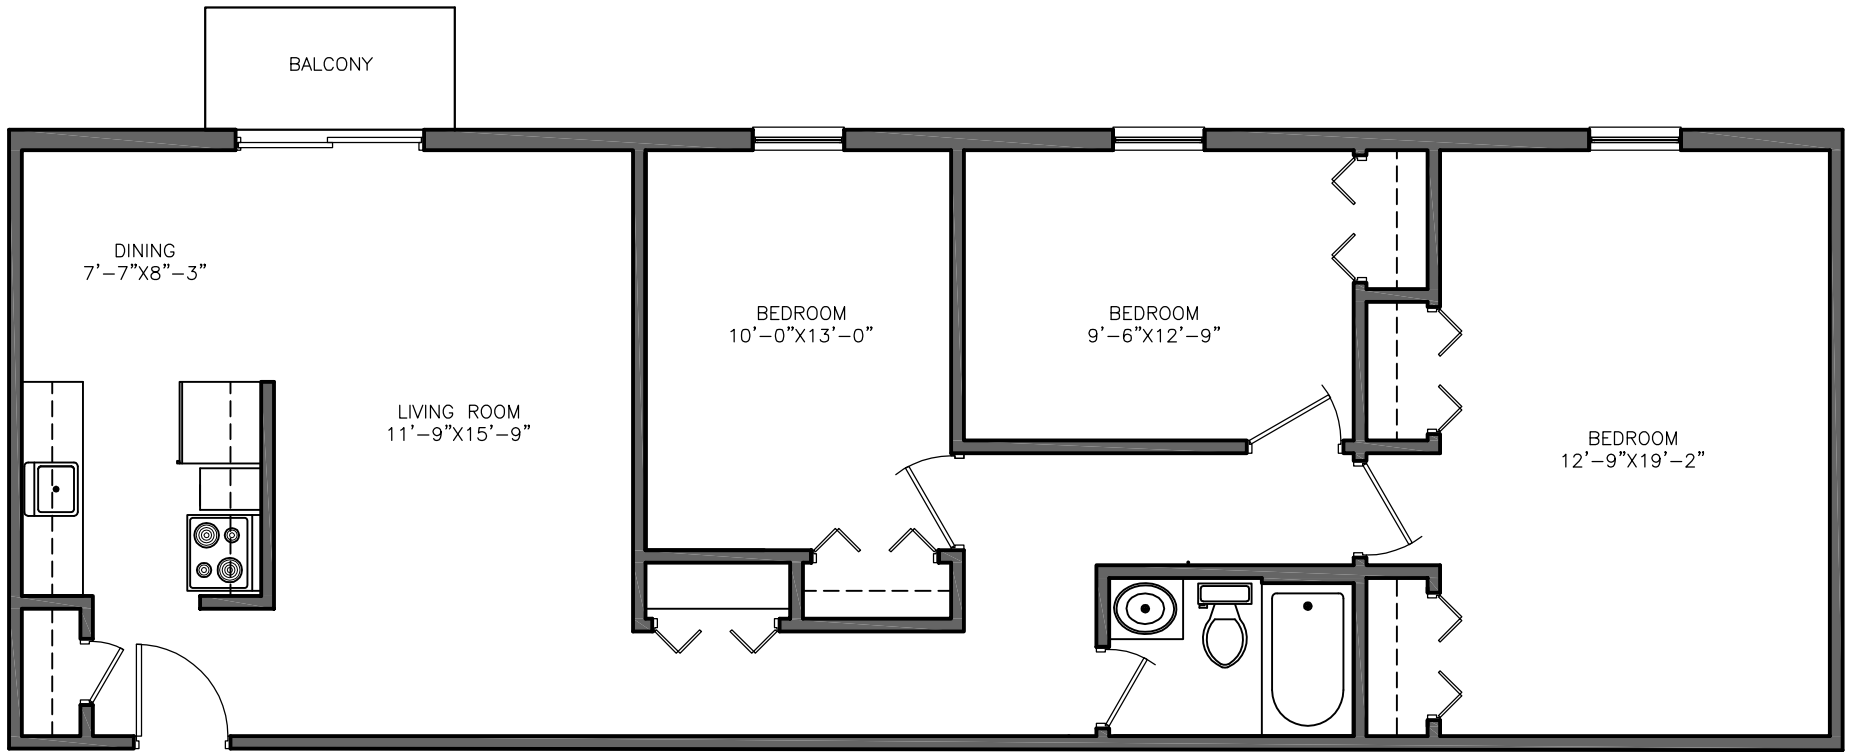 BALCONY
DINING
7'-7"X8"-3"
BEDROOM
10'-0"X13'-0"
BEDROOM
9'-6"X12'-9"
LIVING ROOM
11'-9"X15'-9"
BEDROOM
12'-9"X19'-2"